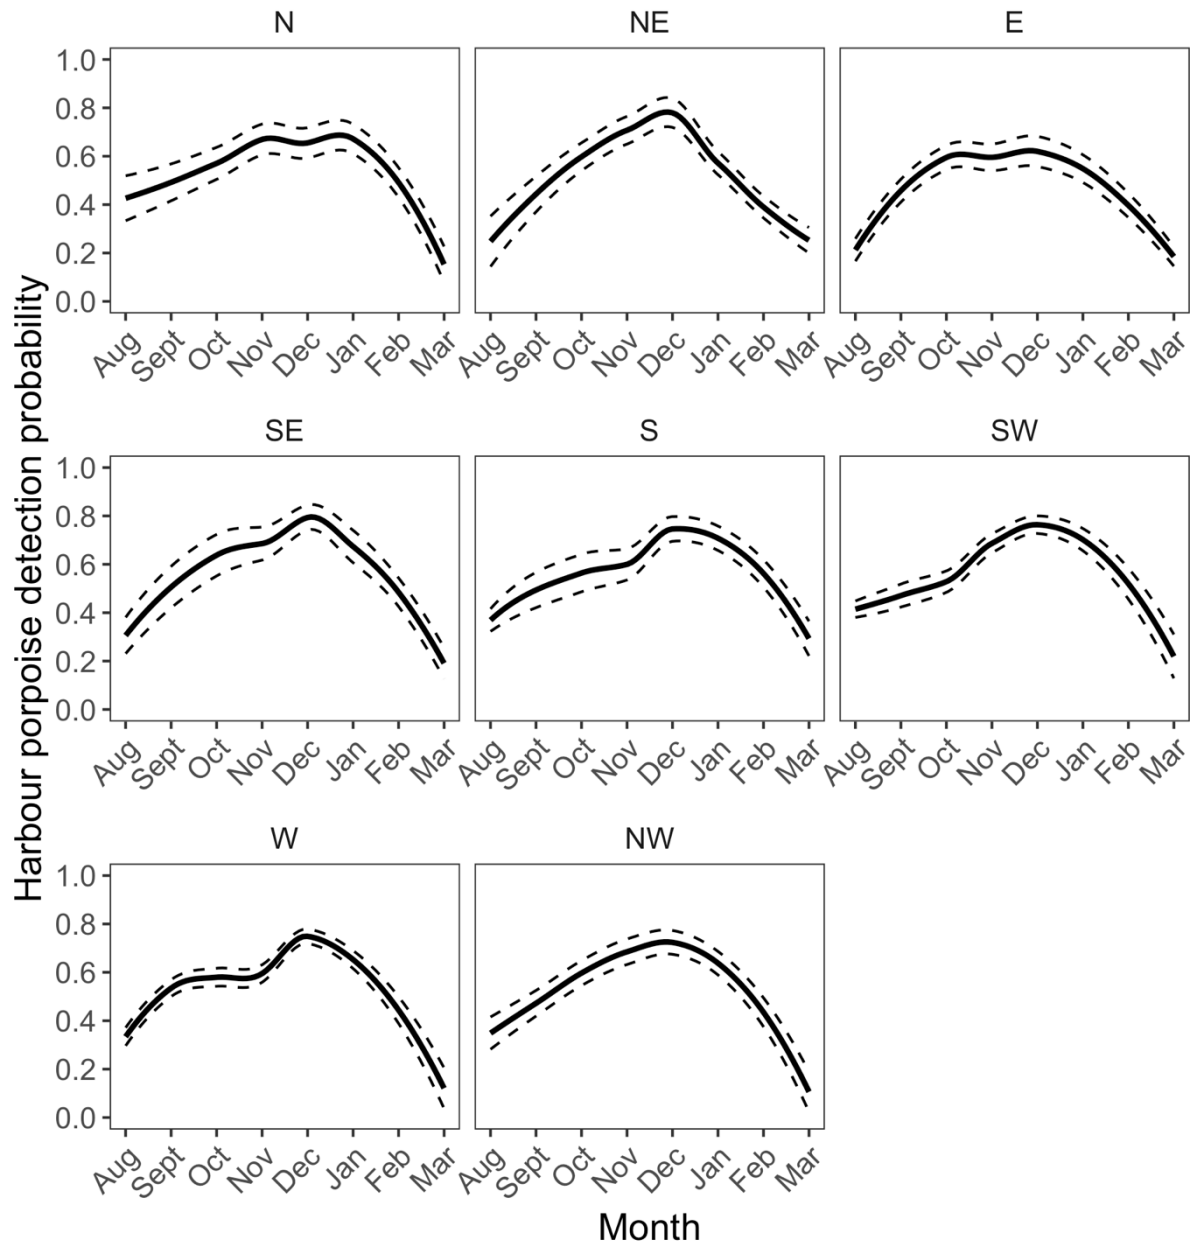 Harbour porpoise detection probability
N NE E
1.0
0.8
0.6
0.4
0.2
0.0
Aug Sept Oct Nov Dec Jan Feb Mar Aug Sept Oct Nov Dec Jan Feb Mar Aug Sept Oct Nov Dec Jan Feb Mar
SE S SW
1.0
0.8
0.6
0.4
0.2
0.0
Aug Sept Oct Nov Dec Jan Feb Mar Aug Sept Oct Nov Dec Jan Feb Mar Aug Sept Oct Nov Dec Jan Feb Mar
W NW
1.0
0.8
0.6
0.4
0.2
0.0
Aug Sept Oct Nov Dec Jan Feb Mar Aug Sept Oct Nov Dec Jan Feb Mar
Month